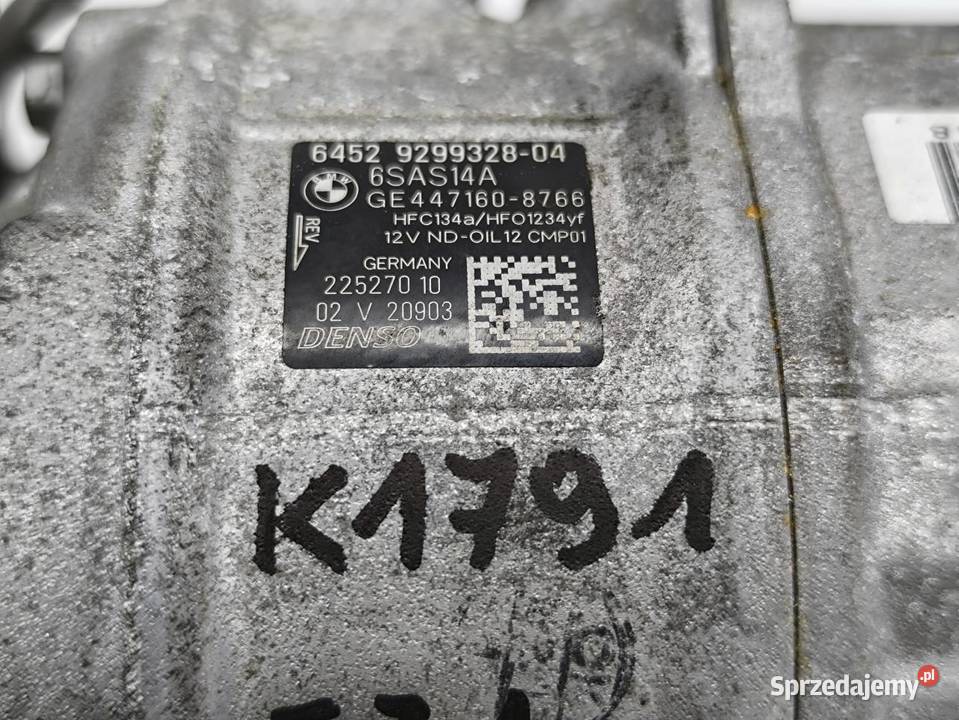 6452 9299328-04
6SAS14A
BMW
GE447160-8766
HFC134a/HFO1234yf
REV
12V ND-OIL12 CMP01
GERMANY
225270 10
02 V 20903
DENSO
B
K1791
Sprzedajemy.pl